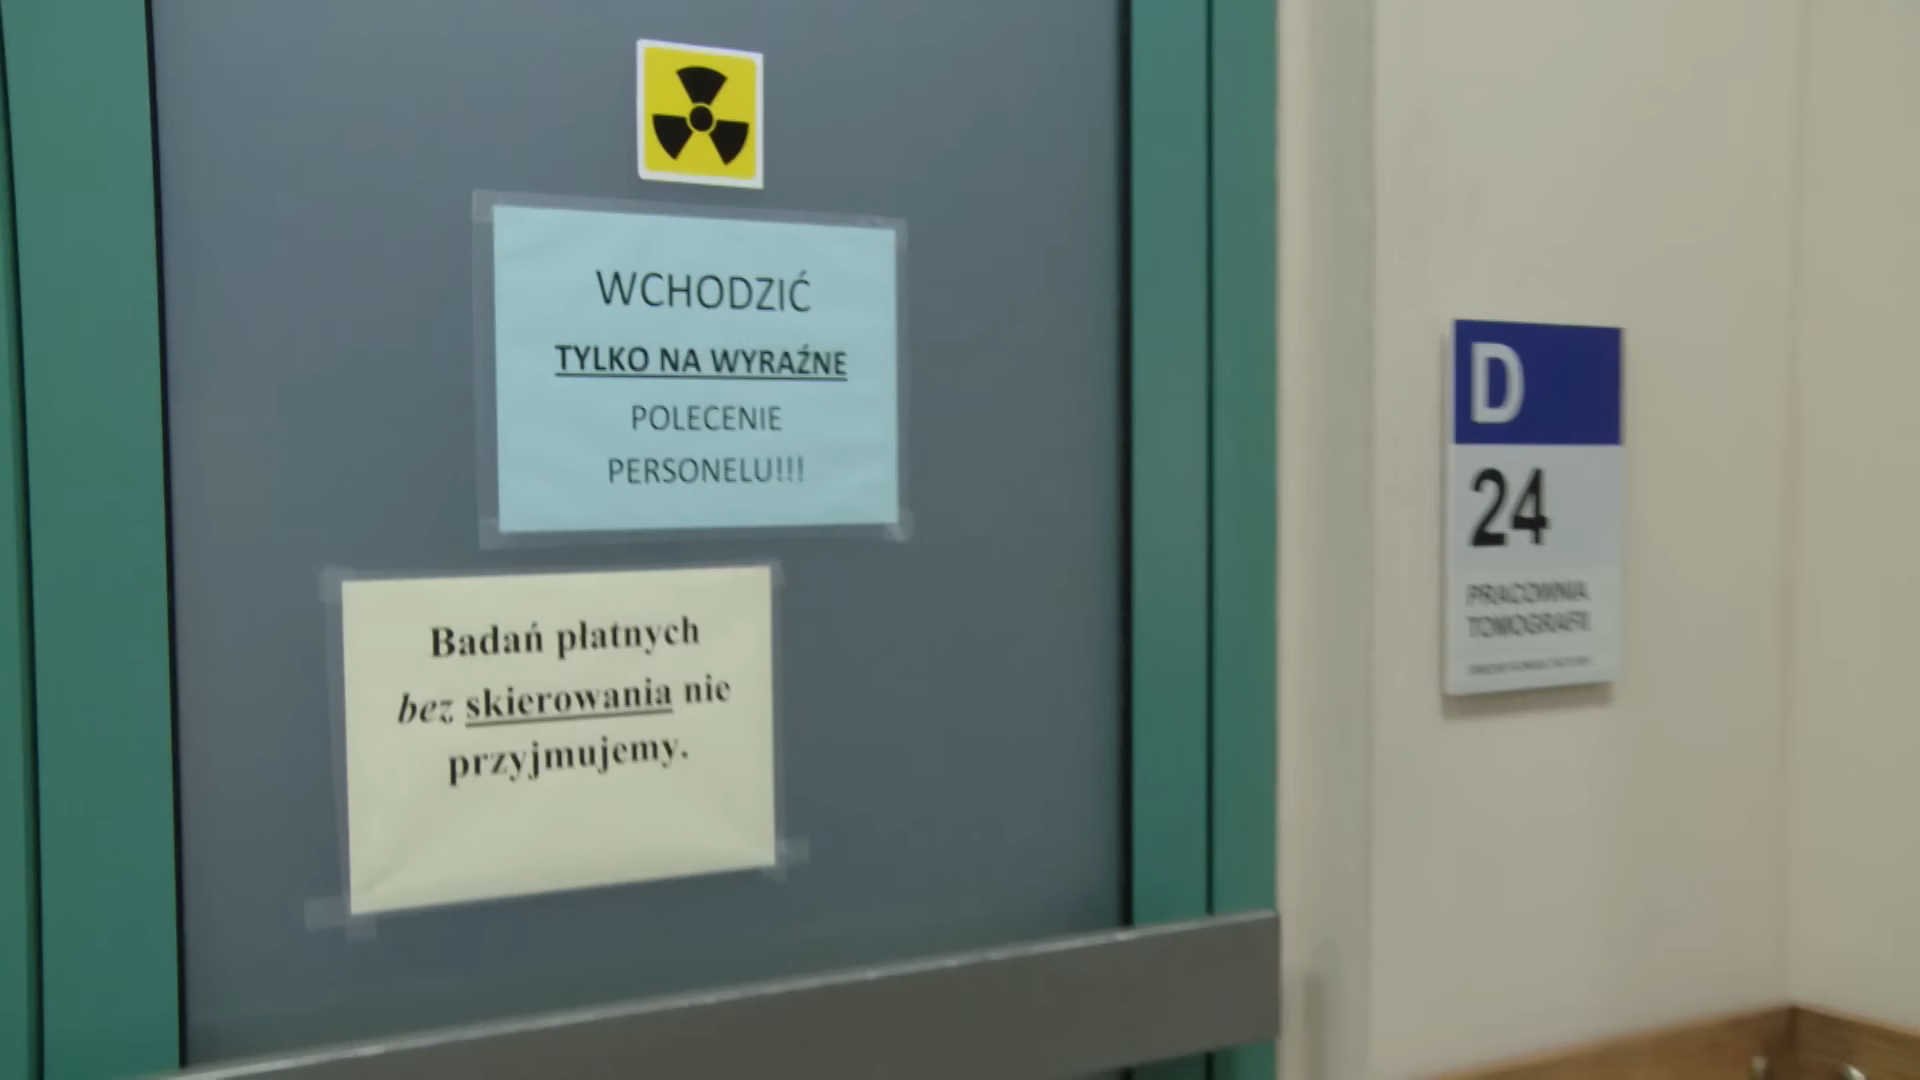 WCHODZIĆ
TYLKO NA WYRAŹNE
POLECENIE
PERSONELU!!!
Badań płatnych
bez skierowania nie
przyjmujemy.
D
24
PRACOWNIA
TOMOGRAFII